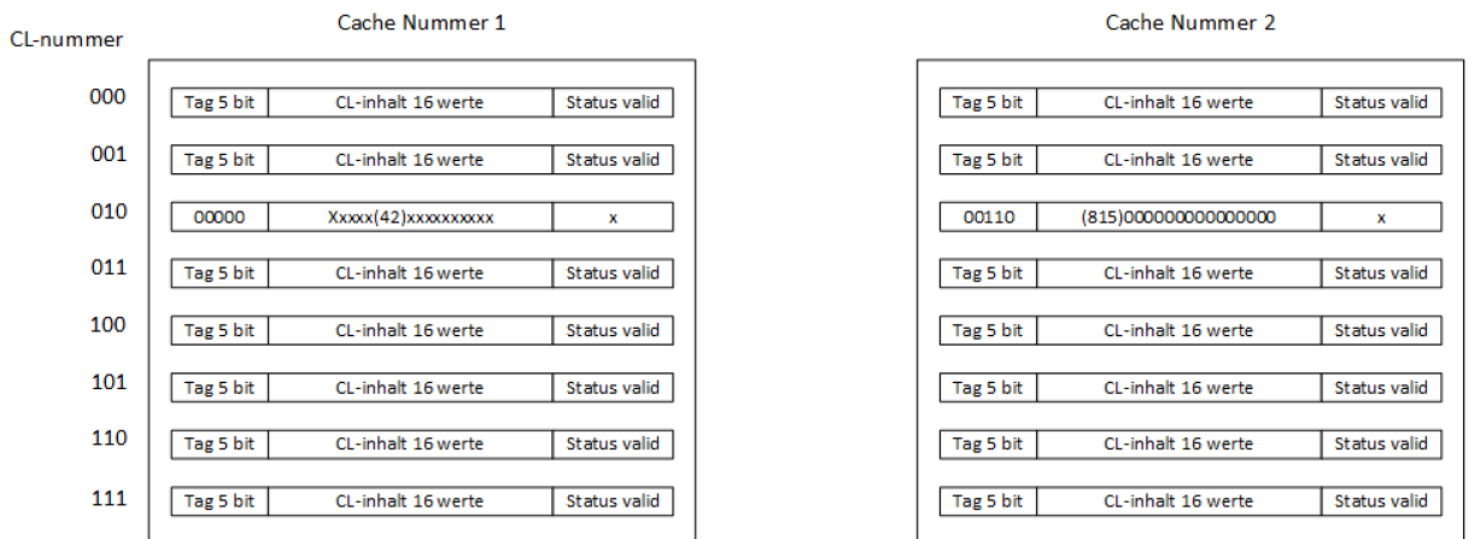 Cache Nummer 1 Cache Nummer 2
CL-nummer
000 Tag 5 bit CL-inhalt 16 werte Status valid Tag 5 bit CL-inhalt 16 werte Status valid
001 Tag 5 bit CL-inhalt 16 werte Status valid Tag 5 bit CL-inhalt 16 werte Status valid
010 00000 Xxxxx(42)xxxxxxxxxx x 00110 (815)000000000000000 x
011 Tag 5 bit CL-inhalt 16 werte Status valid Tag 5 bit CL-inhalt 16 werte Status valid
100 Tag 5 bit CL-inhalt 16 werte Status valid Tag 5 bit CL-inhalt 16 werte Status valid
101 Tag 5 bit CL-inhalt 16 werte Status valid Tag 5 bit CL-inhalt 16 werte Status valid
110 Tag 5 bit CL-inhalt 16 werte Status valid Tag 5 bit CL-inhalt 16 werte Status valid
111 Tag 5 bit CL-inhalt 16 werte Status valid Tag 5 bit CL-inhalt 16 werte Status valid